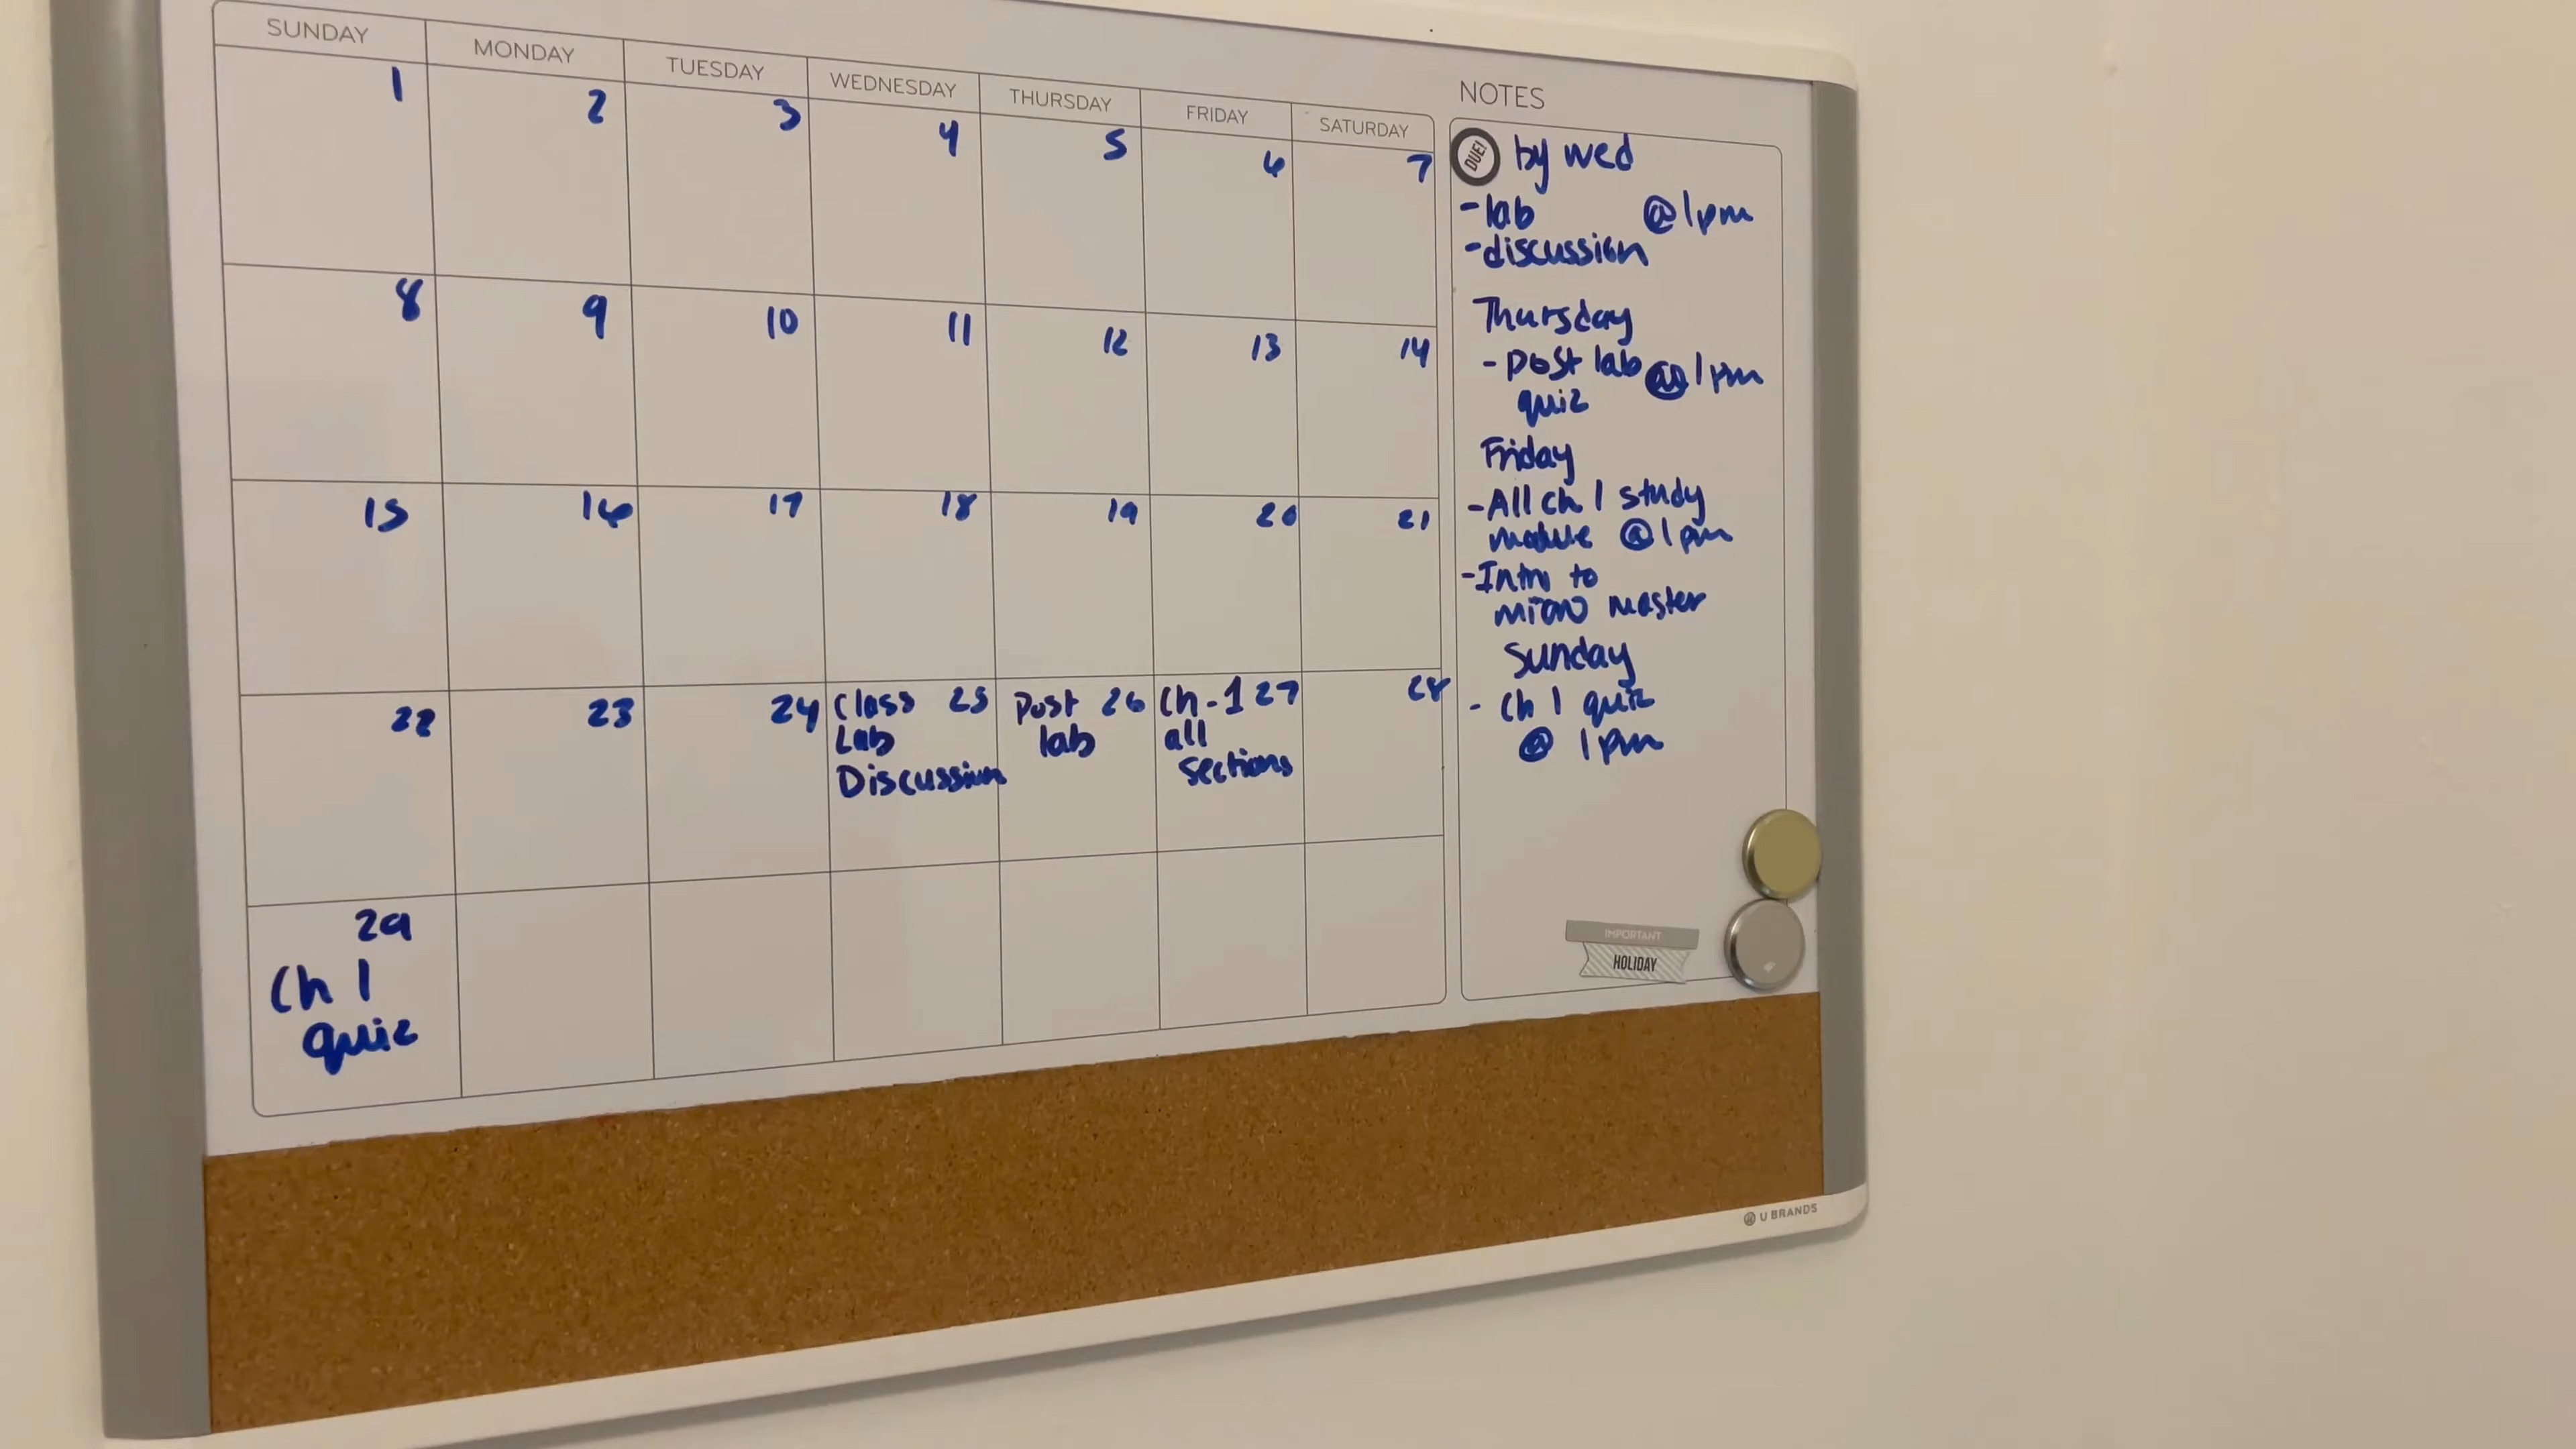 SUNDAY MONDAY TUESDAY WEDNESDAY THURSDAY FRIDAY SATURDAY
1 2 3 4 5 6 7
8 9 10 11 12 13 14
15 16 17 18 19 20 21
22 23 24 25 26 27 28
Class
Lab
Discussion
Post
lab
Ch-1
all
sections
29
Ch 1
quiz
NOTES
DUE! by wed
-lab @1pm
-discussion
Thursday
-Post lab @1pm
quiz
Friday
-All ch 1 study
module @1pm
-Intro to
micro master
Sunday
- Ch 1 quiz
@ 1pm
IMPORTANT
HOLIDAY
U BRANDS